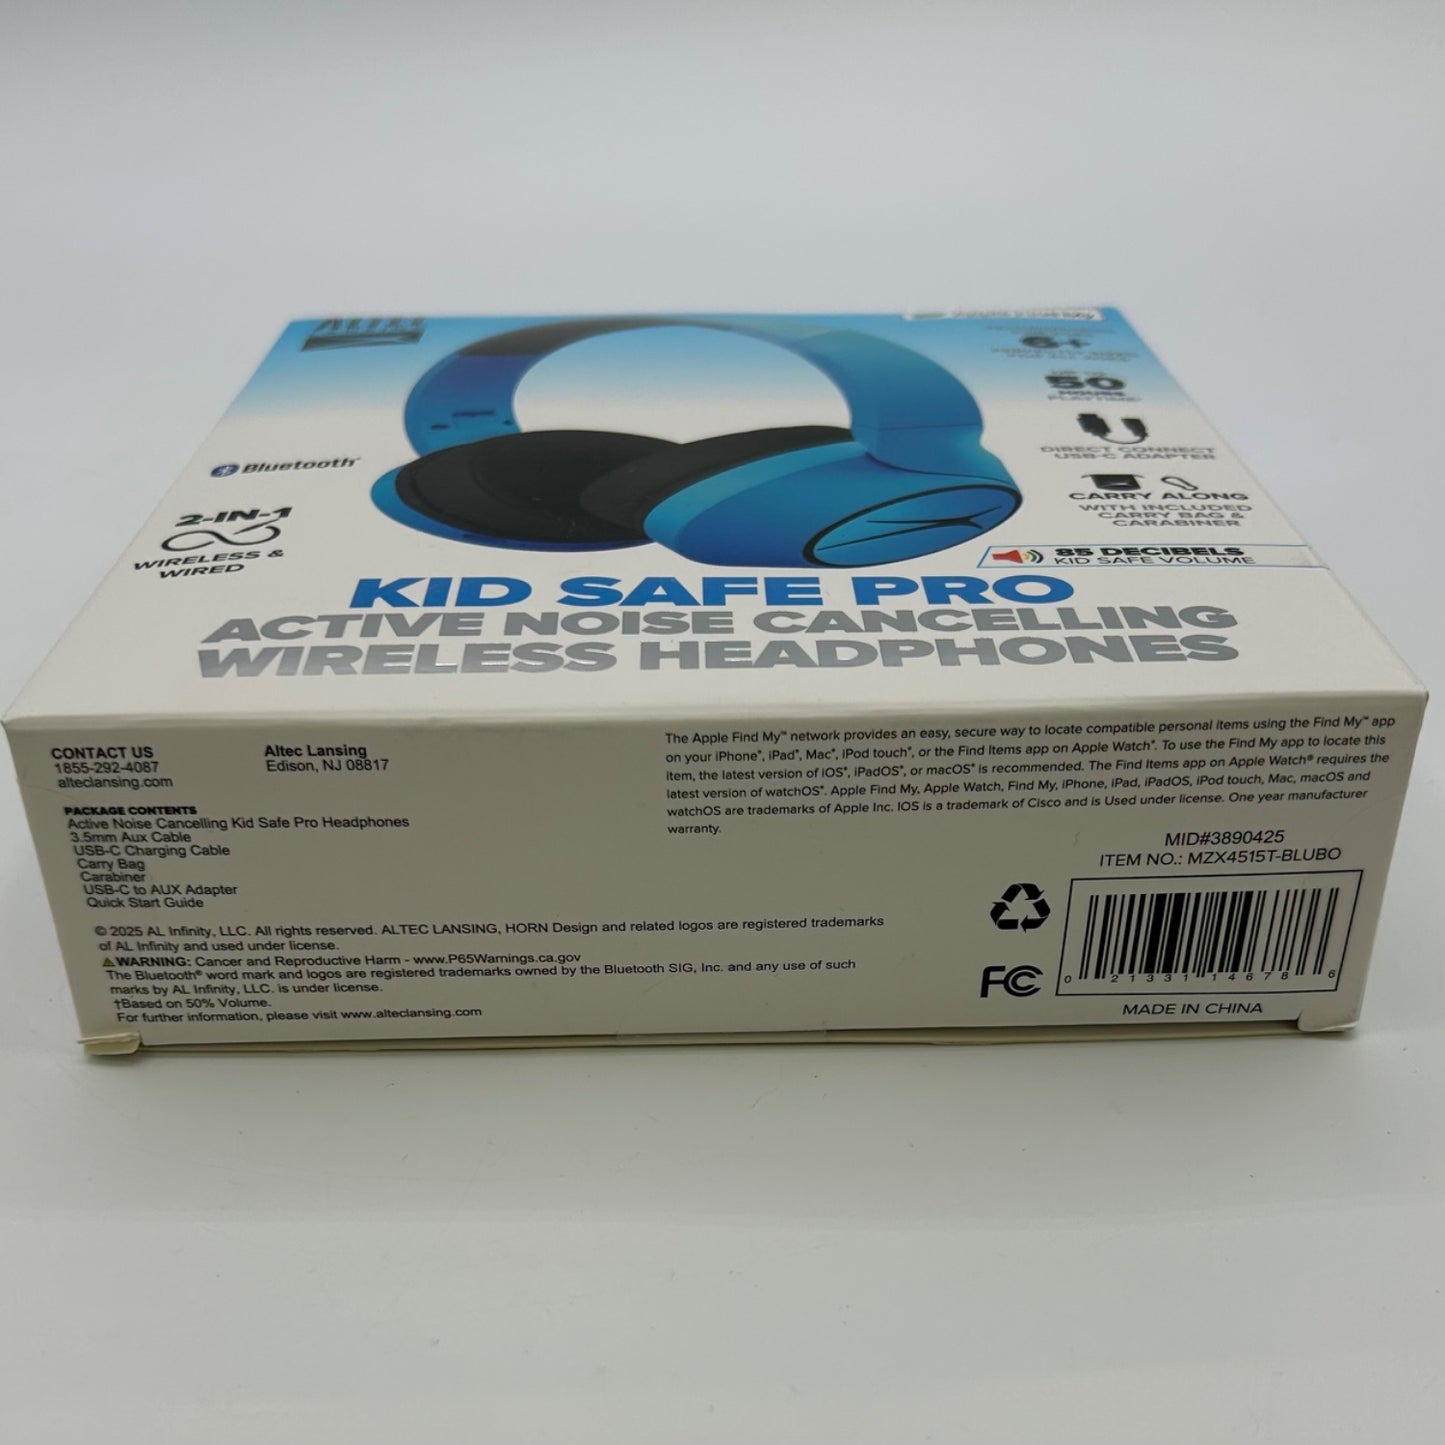 ALTEC
6+
UP TO
50
HOURS
PLAYTIME
Bluetooth
DIRECT CONNECT
USB-C ADAPTER
2-IN-1
WIRELESS &
WIRED
CARRY ALONG
WITH INCLUDED
CARRY BAG &
CARABINER
85 DECIBELS
KID SAFE VOLUME
KID SAFE PRO
ACTIVE NOISE CANCELLING
WIRELESS HEADPHONES
CONTACT US
1855-292-4087
alteclansing.com
Altec Lansing
Edison, NJ 08817
PACKAGE CONTENTS
Active Noise Cancelling Kid Safe Pro Headphones
3.5mm Aux Cable
USB-C Charging Cable
Carry Bag
Carabiner
USB-C to AUX Adapter
Quick Start Guide
© 2025 AL Infinity, LLC. All rights reserved. ALTEC LANSING, HORN Design and related logos are registered trademarks
of AL Infinity and used under license.
⚠WARNING: Cancer and Reproductive Harm - www.P65Warnings.ca.gov
The Bluetooth® word mark and logos are registered trademarks owned by the Bluetooth SIG, Inc. and any use of such
marks by AL Infinity, LLC. is under license.
†Based on 50% Volume.
For further information, please visit www.alteclansing.com
The Apple Find My™ network provides an easy, secure way to locate compatible personal items using the Find My™ app
on your iPhone®, iPad®, Mac®, iPod touch®, or the Find Items app on Apple Watch®. To use the Find My app to locate this
item, the latest version of iOS®, iPadOS®, or macOS® is recommended. The Find Items app on Apple Watch® requires the
latest version of watchOS®. Apple Find My, Apple Watch, Find My, iPhone, iPad, iPadOS, iPod touch, Mac, macOS and
watchOS are trademarks of Apple Inc. IOS is a trademark of Cisco and is Used under license. One year manufacturer
warranty.
MID#3890425
ITEM NO.: MZX4515T-BLUBO
0 21331 14678 6
FC
MADE IN CHINA